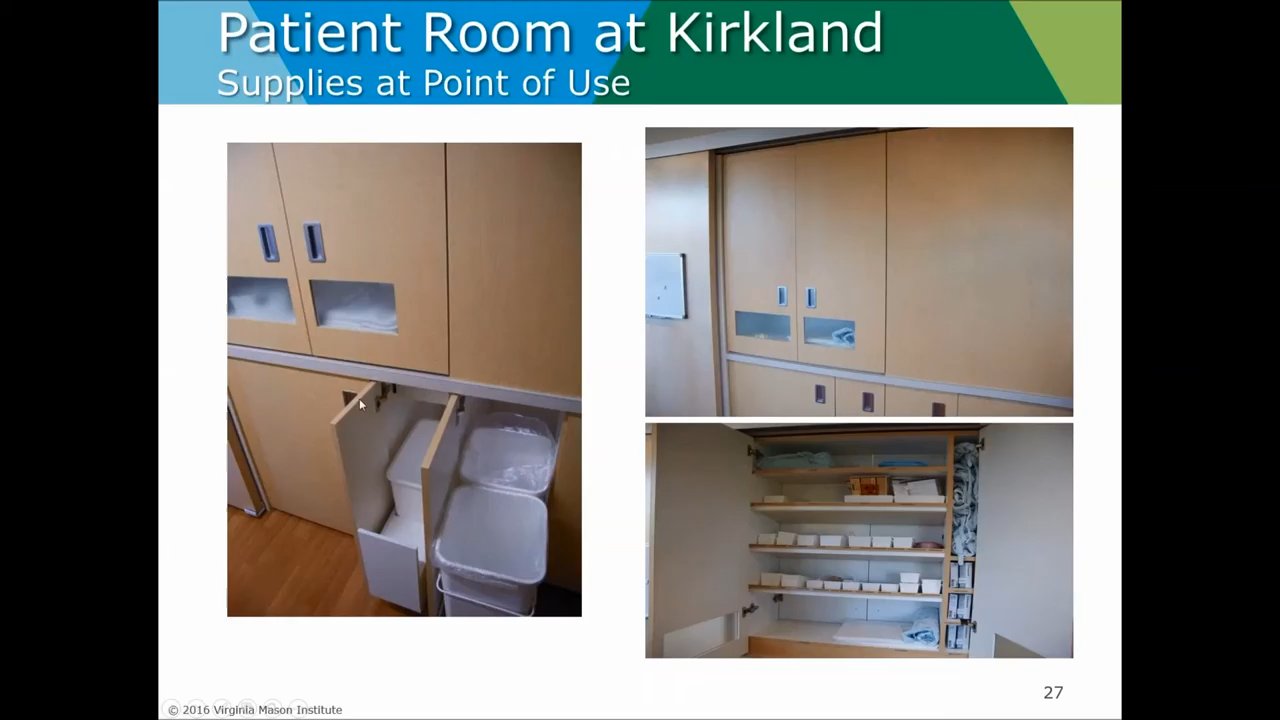 Patient Room at Kirkland
Supplies at Point of Use
27
© 2016 Virginia Mason Institute